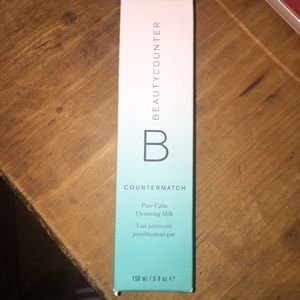 BEAUTYCOUNTER
B
COUNTERMATCH
Pure Calm
Cleansing Milk
Lait nettoyant
paisiblement pur
150 ml / 5 fl oz ℮